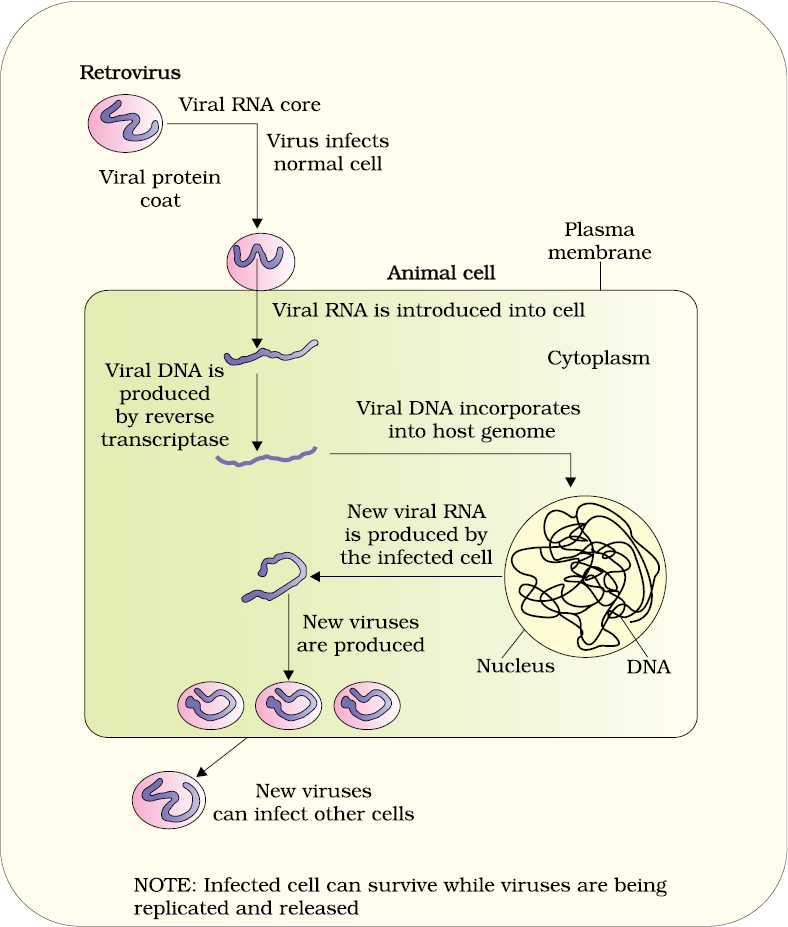 Retrovirus
Viral RNA core
Virus infects
normal cell
Viral protein
coat
Plasma
membrane
Animal cell
Viral RNA is introduced into cell
Cytoplasm
Viral DNA is
produced
by reverse
transcriptase
Viral DNA incorporates
into host genome
New viral RNA
is produced by
the infected cell
New viruses
are produced
Nucleus
DNA
New viruses
can infect other cells
NOTE: Infected cell can survive while viruses are being
replicated and released